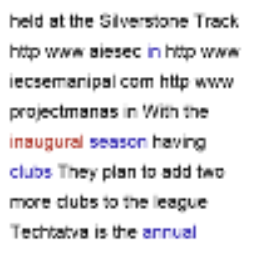 held at the Silverstone Track
http www aiesec in http www
iecsemanipal com http www
projectmanas in With the
inaugural season having
clubs They plan to add two
more clubs to the league
Techtatva is the annual